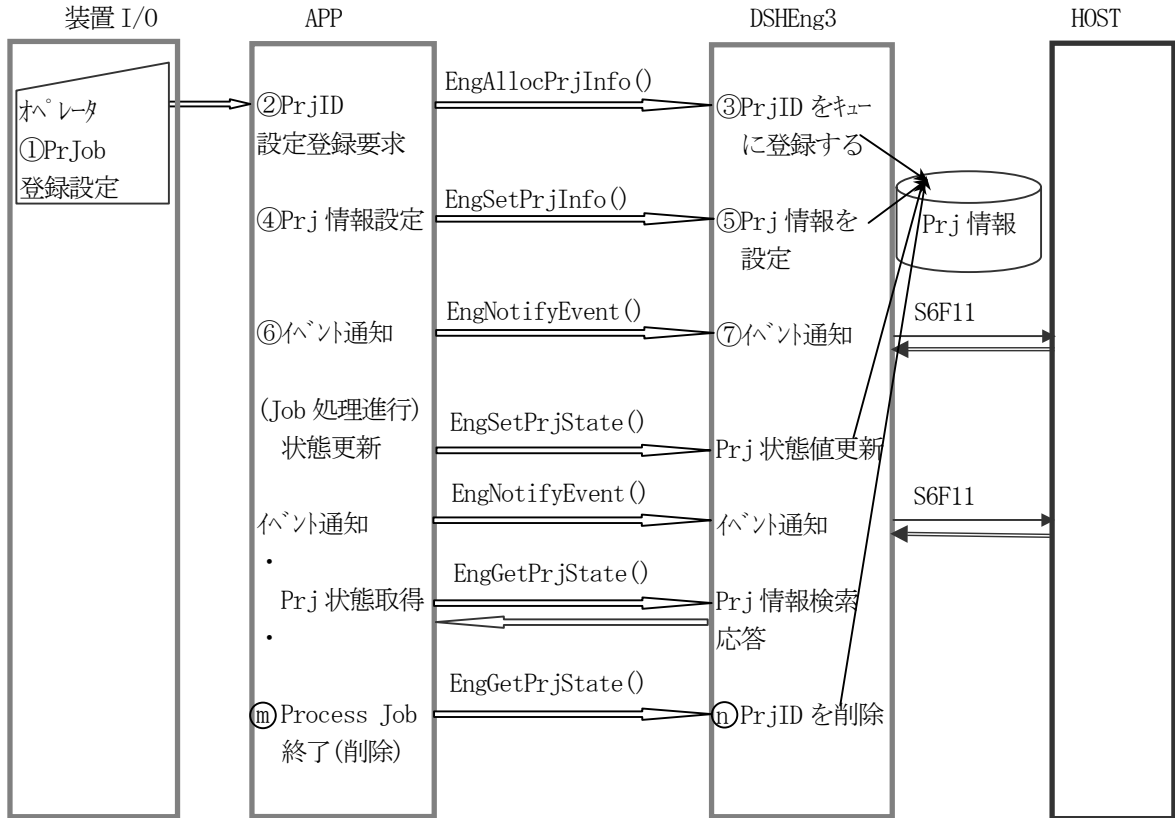 装置 I/O
APP
DSHEng3
HOST
オペレータ
①PrJob
登録設定
②PrjID
設定登録要求
EngAllocPrjInfo()
③PrjID をキュー
に登録する
④Prj 情報設定
EngSetPrjInfo()
⑤Prj 情報を
設定
Prj 情報
⑥イベント通知
EngNotifyEvent()
⑦イベント通知
S6F11
(Job 処理進行)
状態更新
EngSetPrjState()
Prj 状態値更新
イベント通知
EngNotifyEvent()
イベント通知
S6F11
・
Prj 状態取得
EngGetPrjState()
Prj 情報検索
応答
・
ⓜProcess Job
終了(削除)
EngGetPrjState()
ⓝPrjID を削除